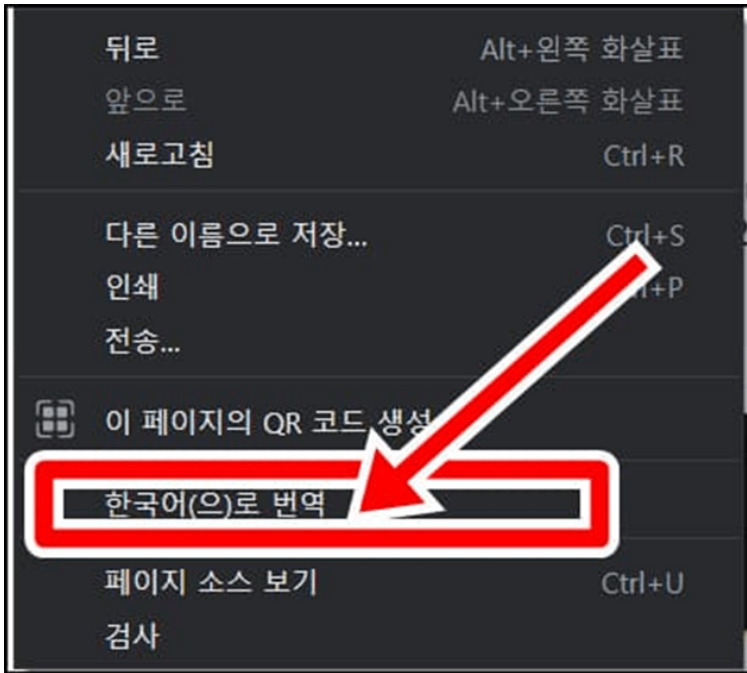 뒤로 Alt+왼쪽 화살표
앞으로 Alt+오른쪽 화살표
새로고침 Ctrl+R
다른 이름으로 저장... Ctrl+S
인쇄
전송...
이 페이지의 QR 코드 생성
한국어(으)로 번역
페이지 소스 보기 Ctrl+U
검사